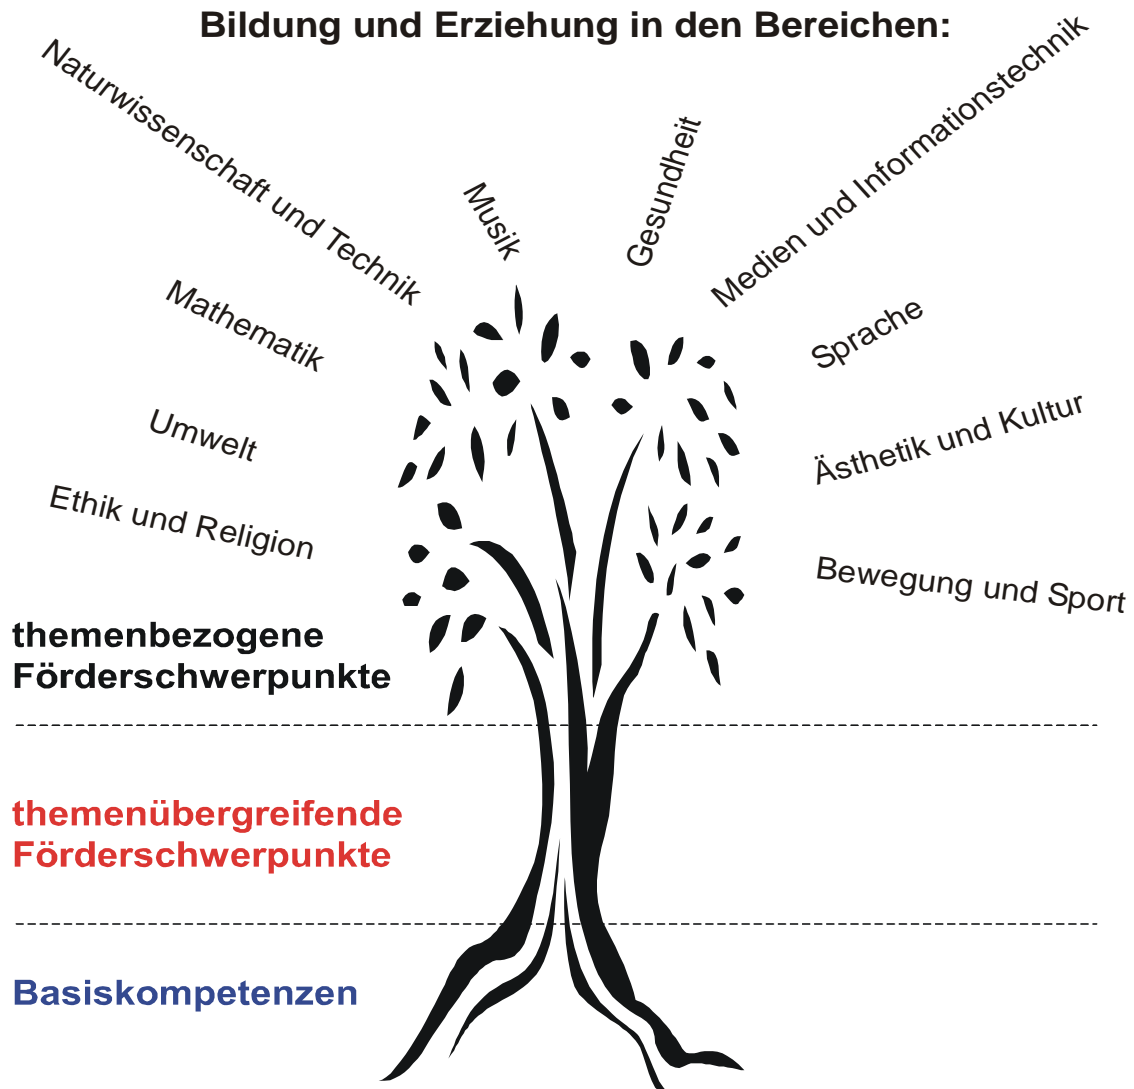 Bildung und Erziehung in den Bereichen:
Naturwissenschaft und Technik
Musik
Gesundheit
Medien und Informationstechnik
Mathematik
Sprache
Umwelt
Ästhetik und Kultur
Ethik und Religion
Bewegung und Sport
themenbezogene
Förderschwerpunkte
themenübergreifende
Förderschwerpunkte
Basiskompetenzen